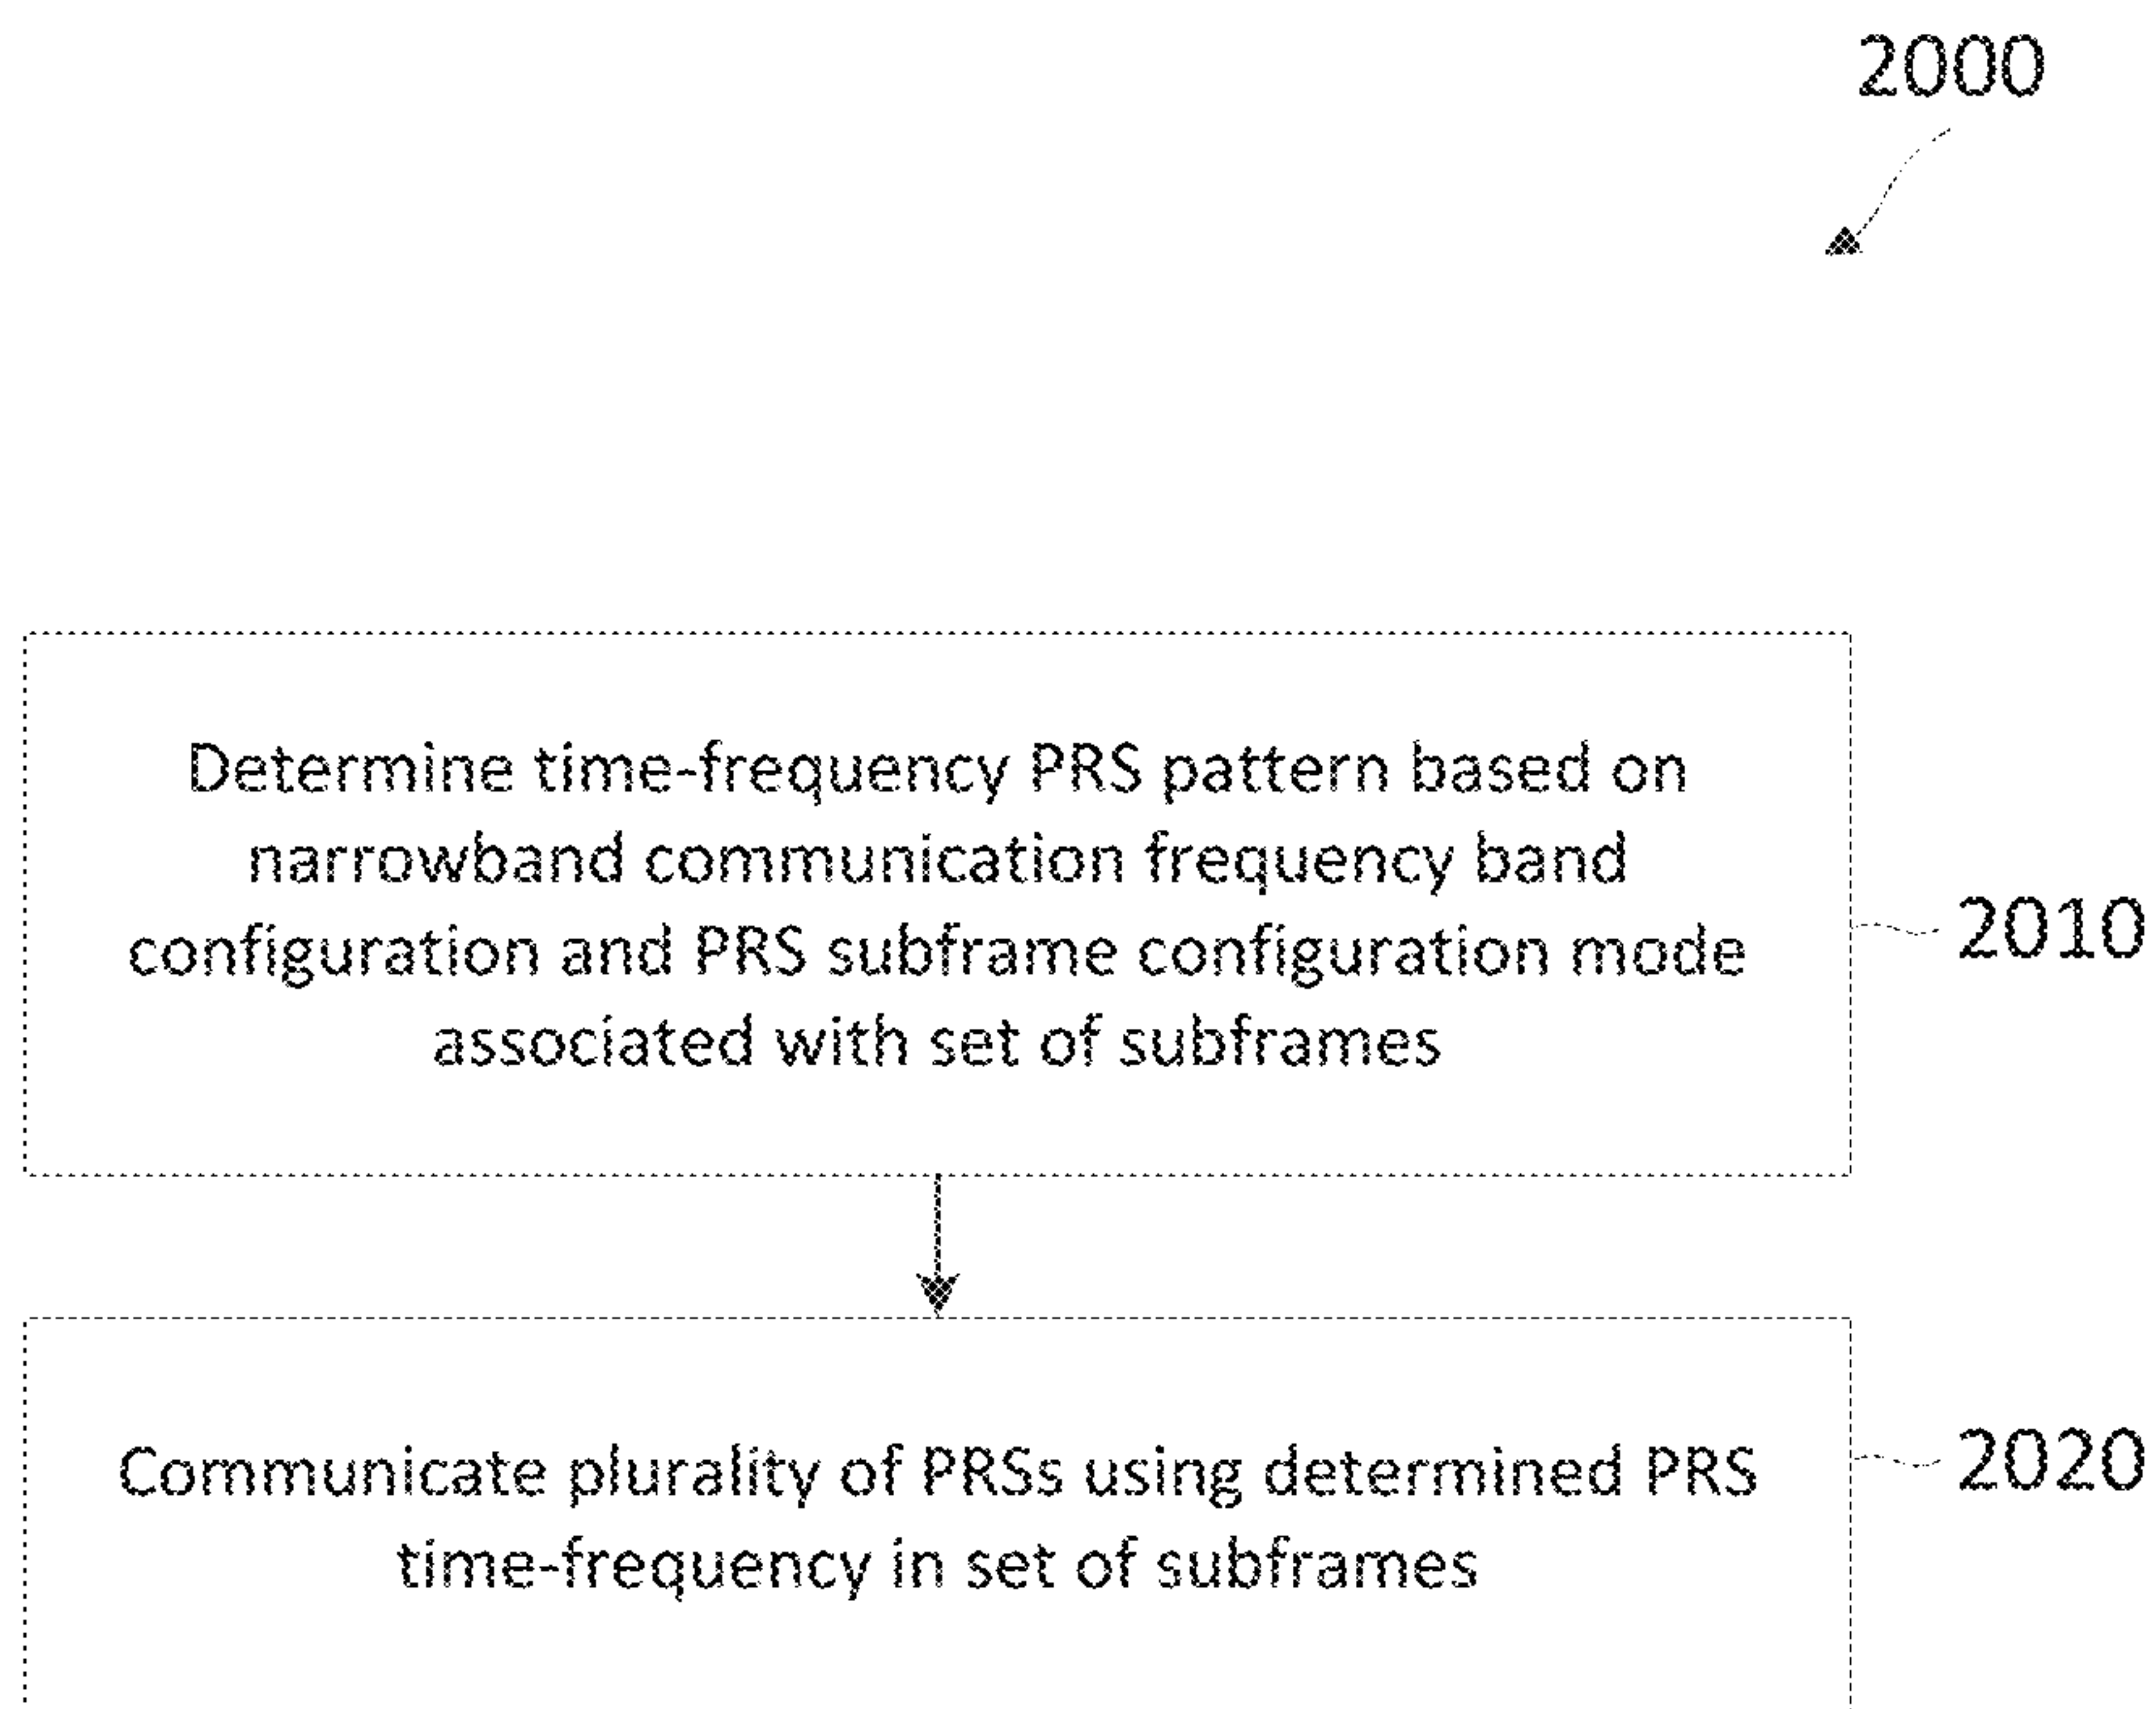 2000
Determine time-frequency PRS pattern based on
narrowband communication frequency band
configuration and PRS subframe configuration mode
associated with set of subframes
2010
Communicate plurality of PRSs using determined PRS
time-frequency in set of subframes
2020